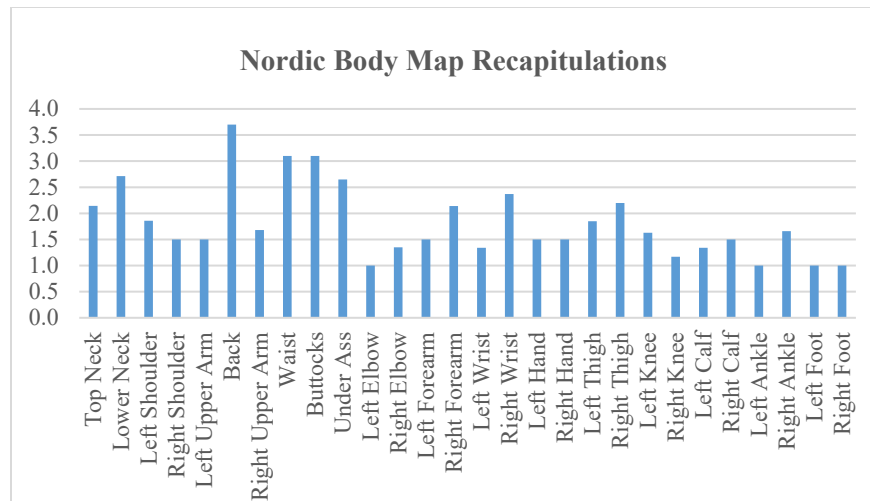 Nordic Body Map Recapitulations
4.0
3.5
3.0
2.5
2.0
1.5
1.0
0.5
0.0
Top Neck
Lower Neck
Left Shoulder
Right Shoulder
Left Upper Arm
Back
Right Upper Arm
Waist
Buttocks
Under Ass
Left Elbow
Right Elbow
Left Forearm
Right Forearm
Left Wrist
Right Wrist
Left Hand
Right Hand
Left Thigh
Right Thigh
Left Knee
Right Knee
Left Calf
Right Calf
Left Ankle
Right Ankle
Left Foot
Right Foot